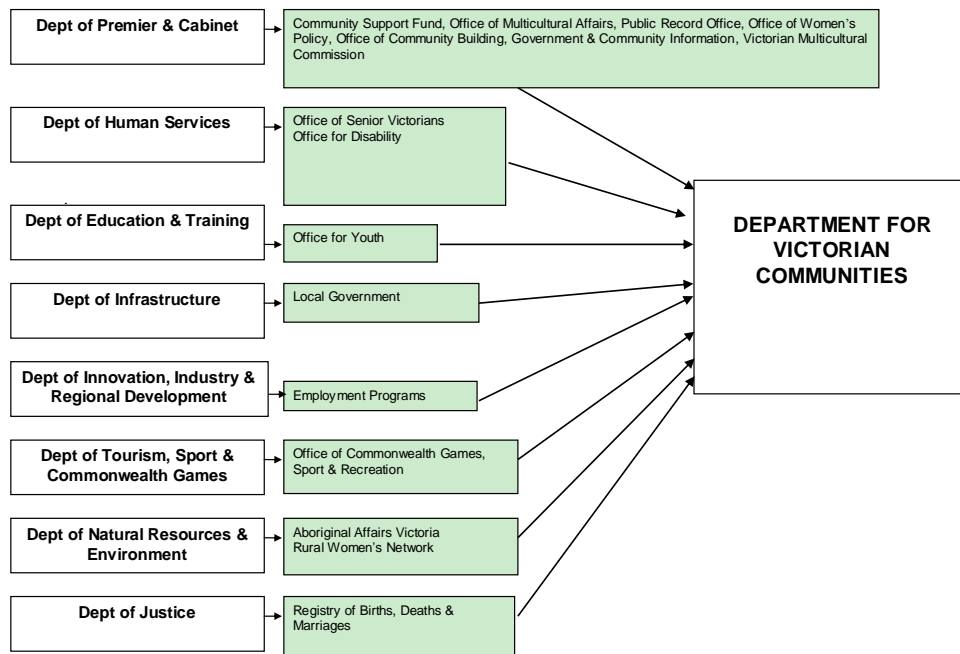 Dept of Premier & Cabinet
Community Support Fund, Office of Multicultural Affairs, Public Record Office, Office of Women's
Policy, Office of Community Building, Government & Community Information, Victorian Multicultural
Commission
Dept of Human Services
Office of Senior Victorians
Office for Disability
Dept of Education & Training
Office for Youth
DEPARTMENT FOR
VICTORIAN
COMMUNITIES
Dept of Infrastructure
Local Government
Dept of Innovation, Industry &
Regional Development
Employment Programs
Dept of Tourism, Sport &
Commonwealth Games
Office of Commonwealth Games,
Sport & Recreation
Dept of Natural Resources &
Environment
Aboriginal Affairs Victoria
Rural Women's Network
Dept of Justice
Registry of Births, Deaths &
Marriages